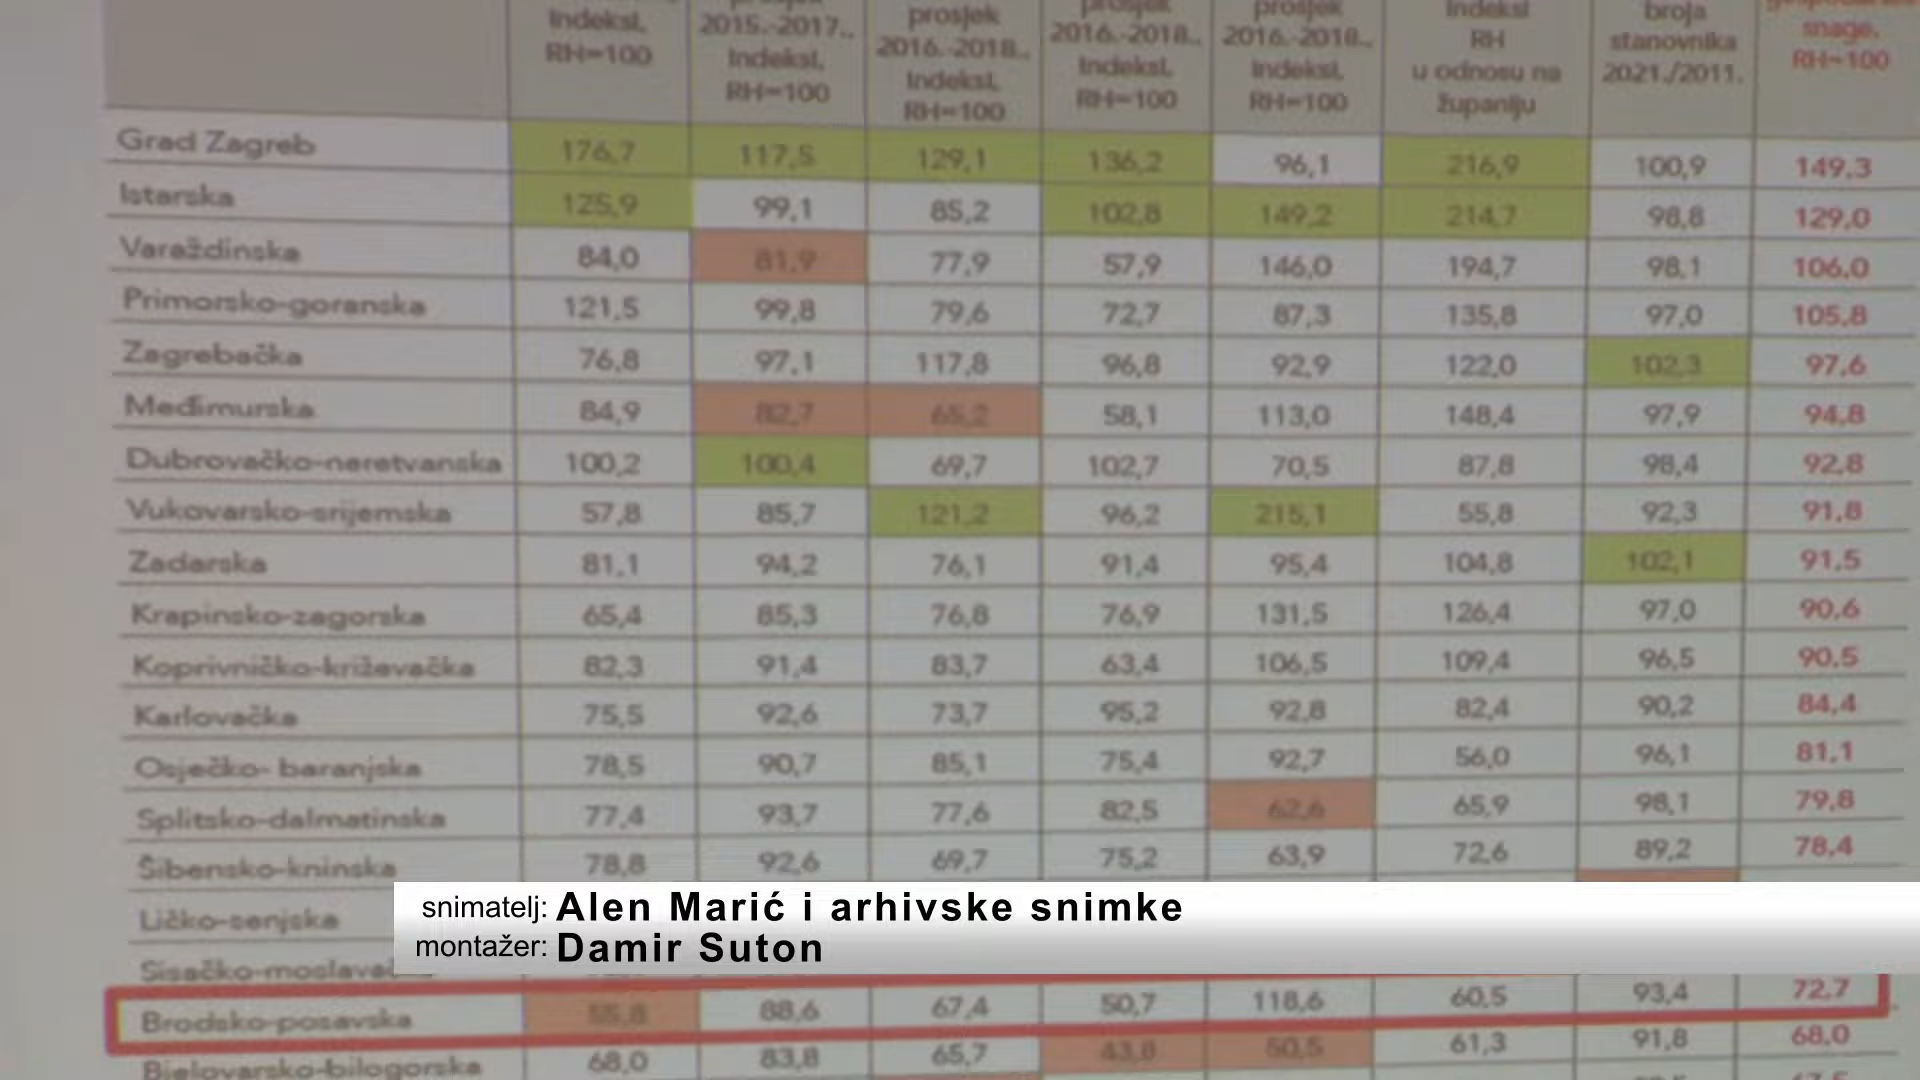 Indeksi, RH=100
prosjek 2015.-2017., Indeksi, RH=100
prosjek 2016.-2018., Indeksi, RH=100
prosjek 2016.-2018., Indeksi, RH=100
prosjek 2016.-2018., Indeksi, RH=100
Indeksi RH u odnosu na županiju
broja stanovnika 2021./2011.
snage, RH=100
Grad Zagreb 176,7 117,5 129,1 136,2 96,1 216,9 100,9 149,3
Istarska 125,9 99,1 85,2 102,8 149,2 214,7 98,8 129,0
Varaždinska 84,0 81,9 77,9 57,9 146,0 194,7 98,1 106,0
Primorsko-goranska 121,5 99,8 79,6 72,7 87,3 135,8 97,0 105,8
Zagrebačka 76,8 97,1 117,8 96,8 92,9 122,0 102,3 97,6
Međimurska 84,9 82,7 65,2 58,1 113,0 148,4 97,9 94,8
Dubrovačko-neretvanska 100,2 100,4 69,7 102,7 70,5 87,8 98,4 92,8
Vukovarsko-srijemska 57,8 85,7 121,2 96,2 215,1 55,8 92,3 91,8
Zadarska 81,1 94,2 76,1 91,4 95,4 104,8 102,1 91,5
Krapinsko-zagorska 65,4 85,3 76,8 76,9 131,5 126,4 97,0 90,6
Koprivničko-križevačka 82,3 91,4 83,7 63,4 106,5 109,4 96,5 90,5
Karlovačka 75,5 92,6 73,7 95,2 92,8 82,4 90,2 84,4
Osječko- baranjska 78,5 90,7 85,1 75,4 92,7 56,0 96,1 81,1
Splitsko-dalmatinska 77,4 93,7 77,6 82,5 62,6 65,9 98,1 79,8
Šibensko-kninska 78,8 92,6 69,7 75,2 63,9 72,6 89,2 78,4
Ličko-senjska
snimatelj: Alen Marić i arhivske snimke
montažer: Damir Suton
Brodsko-posavska 55,8 88,6 67,4 50,7 118,6 60,5 93,4 72,7
Bjelovarsko-bilogorska 68,0 83,8 65,7 43,8 50,5 61,3 91,8 68,0